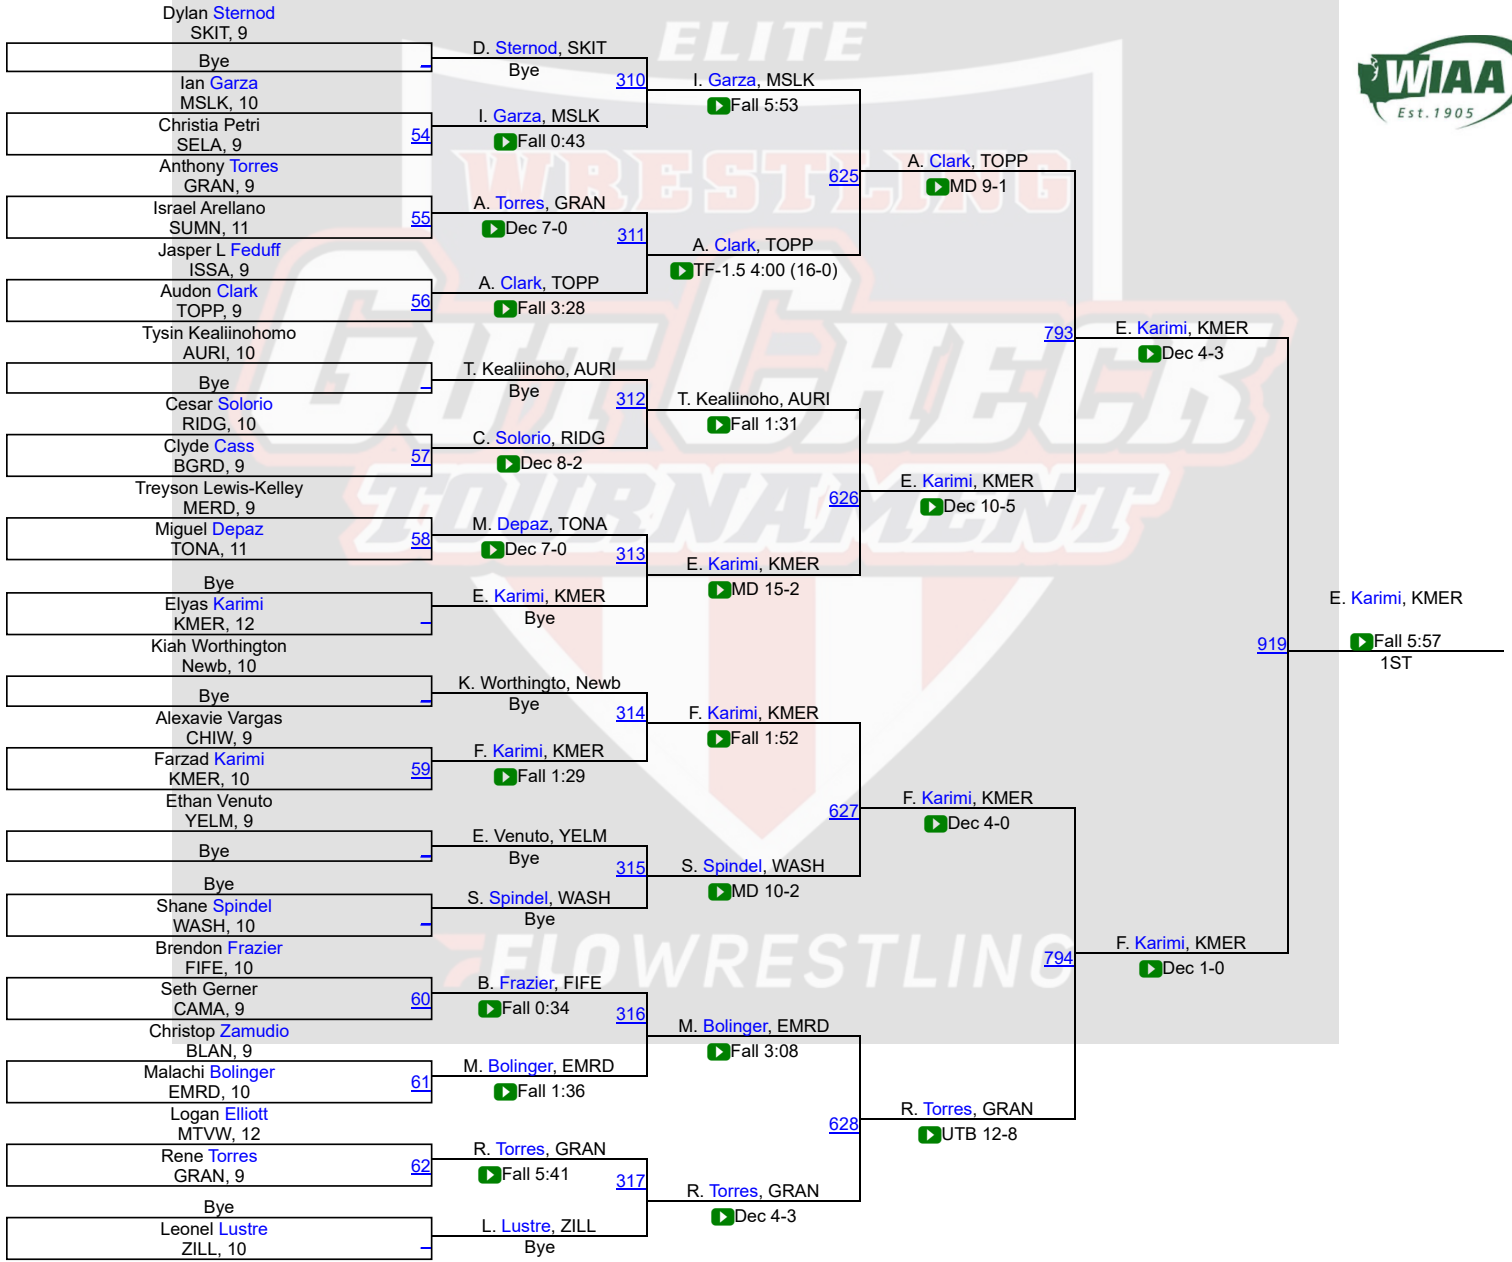 Dylan Sternod
SKIT, 9
Bye
Ian Garza
MSLK, 10
Christia Petri
SELA, 9
54
Anthony Torres
GRAN, 9
Israel Arellano
SUMN, 11
55
Jasper L Feduff
ISSA, 9
Audon Clark
TOPP, 9
56
Tysin Kealiinohomo
AURI, 10
Bye
Cesar Solorio
RIDG, 10
Clyde Cass
BGRD, 9
57
Treyson Lewis-Kelley
MERD, 9
Miguel Depaz
TONA, 11
58
Bye
Elyas Karimi
KMER, 12
Kiah Worthington
Newb, 10
Bye
Alexavie Vargas
CHIW, 9
Farzad Karimi
KMER, 10
59
Ethan Venuto
YELM, 9
Bye
Bye
Shane Spindel
WASH, 10
Brendon Frazier
FIFE, 10
Seth Gerner
CAMA, 9
60
Christop Zamudio
BLAN, 9
Malachi Bolinger
EMRD, 10
61
Logan Elliott
MTVW, 12
Rene Torres
GRAN, 9
62
Bye
Leonel Lustre
ZILL, 10
D. Sternod, SKIT
Bye
310
I. Garza, MSLK
Fall 0:43
A. Torres, GRAN
Dec 7-0
311
A. Clark, TOPP
Fall 3:28
T. Kealiinoho, AURI
Bye
312
C. Solorio, RIDG
Dec 8-2
M. Depaz, TONA
Dec 7-0
313
E. Karimi, KMER
Bye
K. Worthingto, Newb
Bye
314
F. Karimi, KMER
Fall 1:29
E. Venuto, YELM
Bye
315
S. Spindel, WASH
Bye
B. Frazier, FIFE
Fall 0:34
316
M. Bolinger, EMRD
Fall 1:36
R. Torres, GRAN
Fall 5:41
317
L. Lustre, ZILL
Bye
I. Garza, MSLK
Fall 5:53
625
A. Clark, TOPP
TF-1.5 4:00 (16-0)
T. Kealiinoho, AURI
Fall 1:31
626
E. Karimi, KMER
MD 15-2
F. Karimi, KMER
Fall 1:52
627
S. Spindel, WASH
MD 10-2
M. Bolinger, EMRD
Fall 3:08
628
R. Torres, GRAN
Dec 4-3
A. Clark, TOPP
MD 9-1
793
E. Karimi, KMER
Dec 10-5
F. Karimi, KMER
Dec 4-0
794
R. Torres, GRAN
UTB 12-8
E. Karimi, KMER
Dec 4-3
919
F. Karimi, KMER
Dec 1-0
E. Karimi, KMER
Fall 5:57
1ST
WIAA
Est. 1905
ELITE
WRESTLING
GUT CHECK
TOURNAMENT
FLOWRESTLING